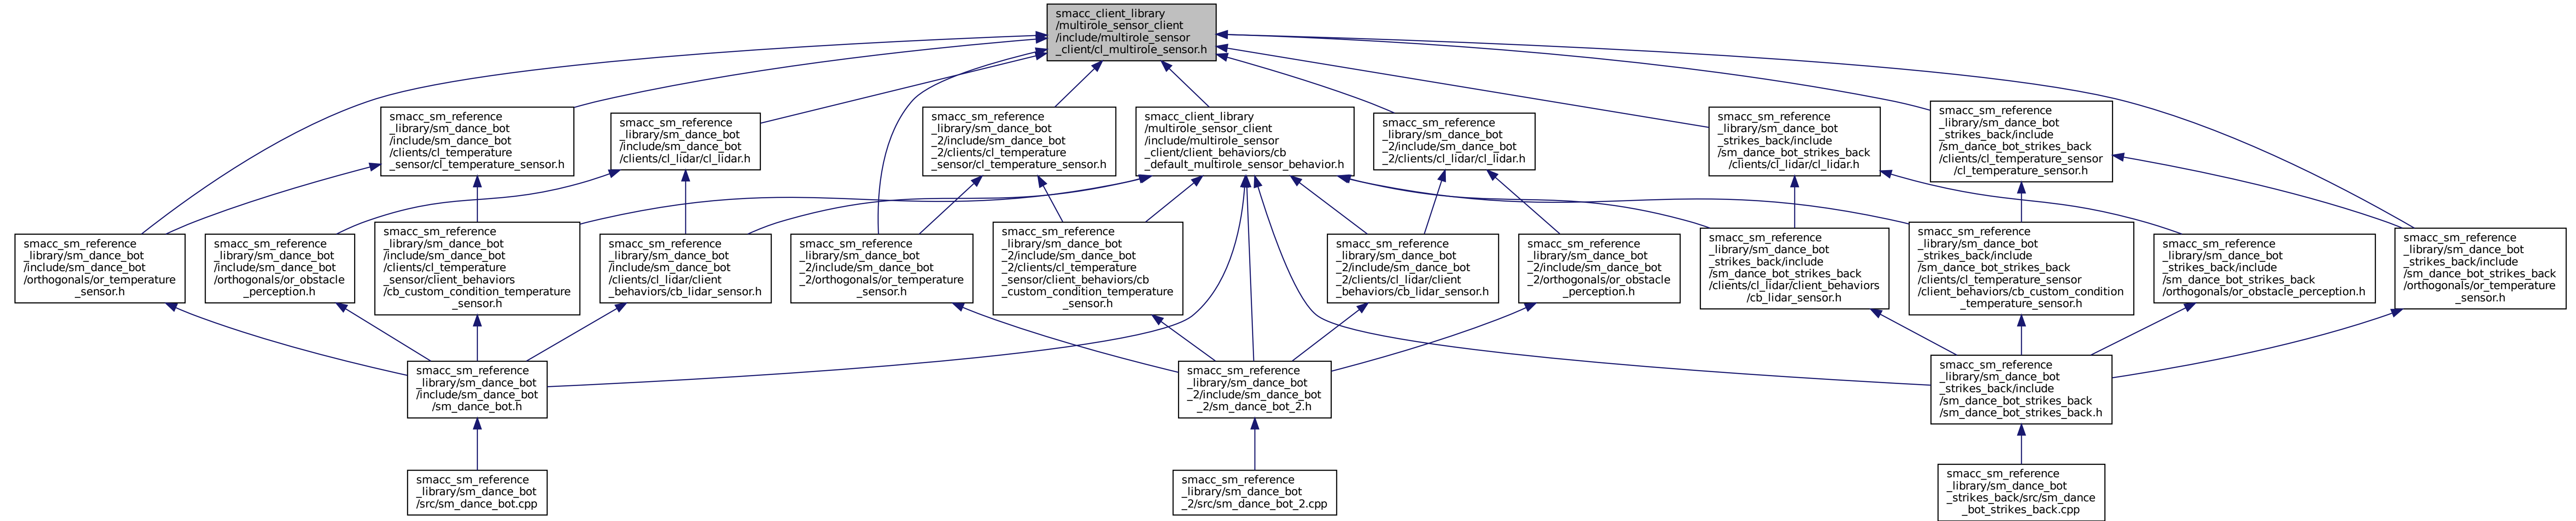 smacc_client_library
/multirole_sensor_client
/include/multirole_sensor
_client/cl_multirole_sensor.h
smacc_sm_reference
_library/sm_dance_bot
/include/sm_dance_bot
/clients/cl_temperature
_sensor/cl_temperature_sensor.h
smacc_sm_reference
_library/sm_dance_bot
/include/sm_dance_bot
/clients/cl_lidar/cl_lidar.h
smacc_sm_reference
_library/sm_dance_bot
_2/include/sm_dance_bot
_2/clients/cl_temperature
_sensor/cl_temperature_sensor.h
smacc_client_library
/multirole_sensor_client
/include/multirole_sensor
_client/client_behaviors/cb
_default_multirole_sensor_behavior.h
smacc_sm_reference
_library/sm_dance_bot
_2/include/sm_dance_bot
_2/clients/cl_lidar/cl_lidar.h
smacc_sm_reference
_library/sm_dance_bot
_strikes_back/include
/sm_dance_bot_strikes_back
/clients/cl_lidar/cl_lidar.h
smacc_sm_reference
_library/sm_dance_bot
_strikes_back/include
/sm_dance_bot_strikes_back
/clients/cl_temperature_sensor
/cl_temperature_sensor.h
smacc_sm_reference
_library/sm_dance_bot
/include/sm_dance_bot
/orthogonals/or_temperature
_sensor.h
smacc_sm_reference
_library/sm_dance_bot
/include/sm_dance_bot
/orthogonals/or_obstacle
_perception.h
smacc_sm_reference
_library/sm_dance_bot
/include/sm_dance_bot
/clients/cl_temperature
_sensor/client_behaviors
/cb_custom_condition_temperature
_sensor.h
smacc_sm_reference
_library/sm_dance_bot
/include/sm_dance_bot
/clients/cl_lidar/client
_behaviors/cb_lidar_sensor.h
smacc_sm_reference
_library/sm_dance_bot
_2/include/sm_dance_bot
_2/orthogonals/or_temperature
_sensor.h
smacc_sm_reference
_library/sm_dance_bot
_2/include/sm_dance_bot
_2/clients/cl_temperature
_sensor/client_behaviors/cb
_custom_condition_temperature
_sensor.h
smacc_sm_reference
_library/sm_dance_bot
_2/include/sm_dance_bot
_2/clients/cl_lidar/client
_behaviors/cb_lidar_sensor.h
smacc_sm_reference
_library/sm_dance_bot
_2/include/sm_dance_bot
_2/orthogonals/or_obstacle
_perception.h
smacc_sm_reference
_library/sm_dance_bot
_strikes_back/include
/sm_dance_bot_strikes_back
/clients/cl_lidar/client_behaviors
/cb_lidar_sensor.h
smacc_sm_reference
_library/sm_dance_bot
_strikes_back/include
/sm_dance_bot_strikes_back
/clients/cl_temperature_sensor
/client_behaviors/cb_custom_condition
_temperature_sensor.h
smacc_sm_reference
_library/sm_dance_bot
_strikes_back/include
/sm_dance_bot_strikes_back
/orthogonals/or_obstacle_perception.h
smacc_sm_reference
_library/sm_dance_bot
_strikes_back/include
/sm_dance_bot_strikes_back
/orthogonals/or_temperature
_sensor.h
smacc_sm_reference
_library/sm_dance_bot
/include/sm_dance_bot
/sm_dance_bot.h
smacc_sm_reference
_library/sm_dance_bot
_2/include/sm_dance_bot
_2/sm_dance_bot_2.h
smacc_sm_reference
_library/sm_dance_bot
_strikes_back/include
/sm_dance_bot_strikes_back
/sm_dance_bot_strikes_back.h
smacc_sm_reference
_library/sm_dance_bot
/src/sm_dance_bot.cpp
smacc_sm_reference
_library/sm_dance_bot
_2/src/sm_dance_bot_2.cpp
smacc_sm_reference
_library/sm_dance_bot
_strikes_back/src/sm_dance
_bot_strikes_back.cpp